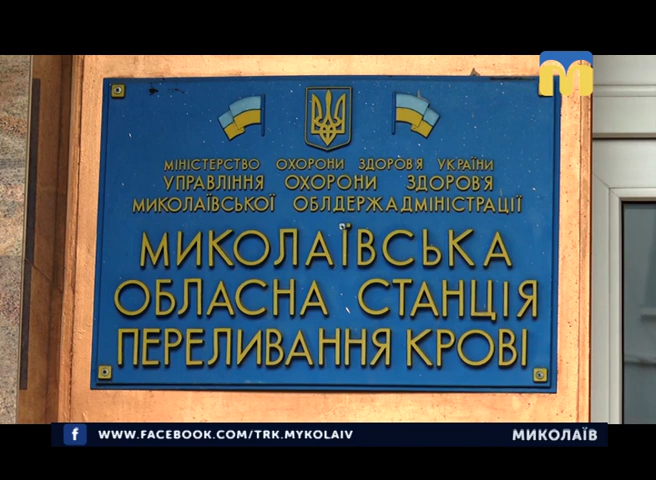 МІНІСТЕРСТВО ОХОРОНИ ЗДОРОВ'Я УКРАЇНИ
УПРАВЛІННЯ ОХОРОНИ ЗДОРОВ'Я
МИКОЛАЇВСЬКОЇ ОБЛДЕРЖАДМІНІСТРАЦІЇ
МИКОЛАЇВСЬКА
ОБЛАСНА СТАНЦІЯ
ПЕРЕЛИВАННЯ КРОВІ
f WWW.FACEBOOK.COM/TRK.MYKOLAIV МИКОЛАЇВ